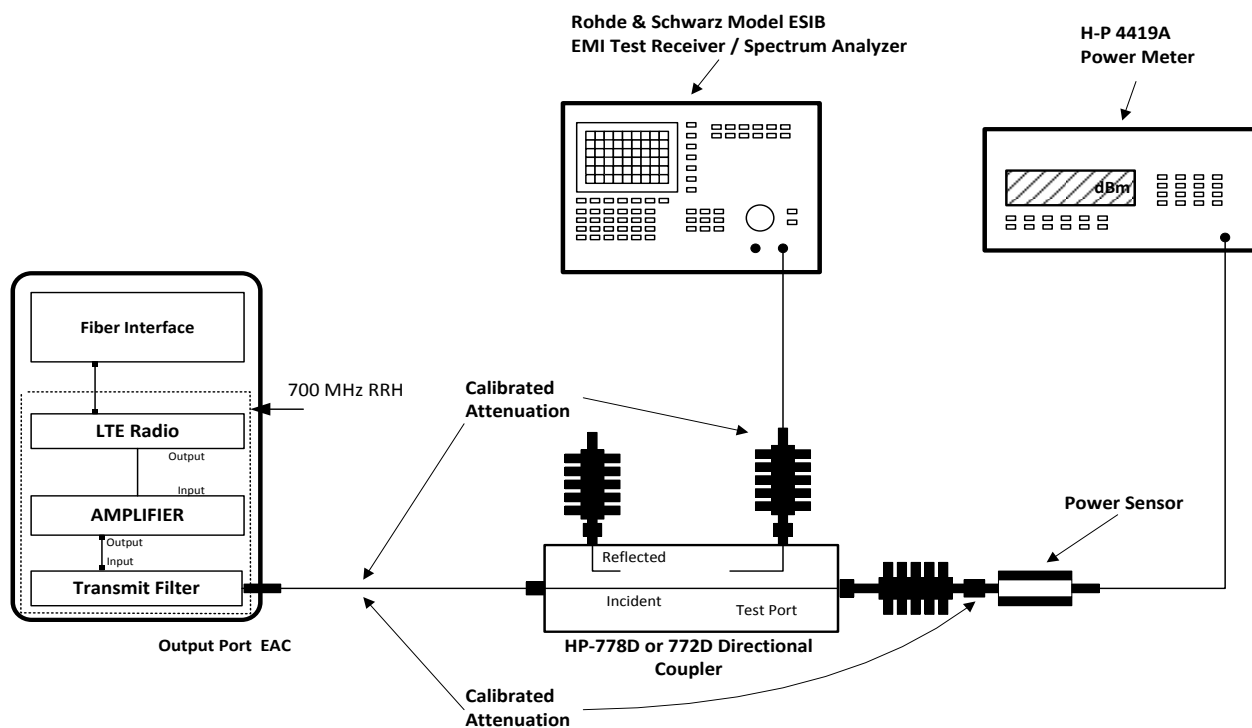 Rohde & Schwarz Model ESIB
EMI Test Receiver / Spectrum Analyzer
H-P 4419A
Power Meter
dBm
Fiber Interface
700 MHz RRH
LTE Radio
Output
Input
AMPLIFIER
Output
Input
Transmit Filter
Output Port EAC
Calibrated
Attenuation
Reflected
Incident
Test Port
HP-778D or 772D Directional
Coupler
Power Sensor
Calibrated
Attenuation